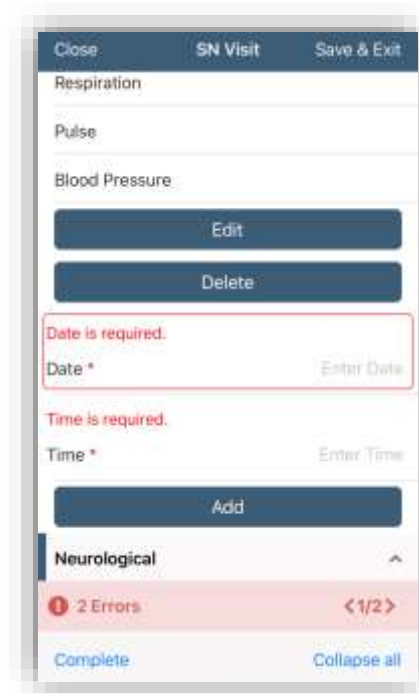 Close SN Visit Save & Exit
Respiration
Pulse
Blood Pressure
Edit
Delete
Date is required.
Date * Enter Date
Time is required.
Time * Enter Time
Add
Neurological
2 Errors <1/2>
Complete Collapse all